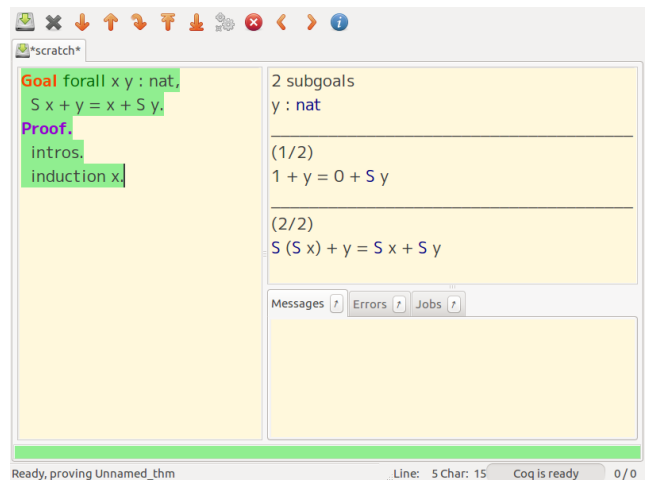 *scratch*
Goal forall x y : nat,
S x + y = x + S y.
Proof.
intros.
induction x.
2 subgoals
y : nat
(1/2)
1 + y = 0 + S y
(2/2)
S (S x) + y = S x + S y
Messages Errors Jobs
Ready, proving Unnamed_thm Line: 5 Char: 15 Coq is ready 0 / 0